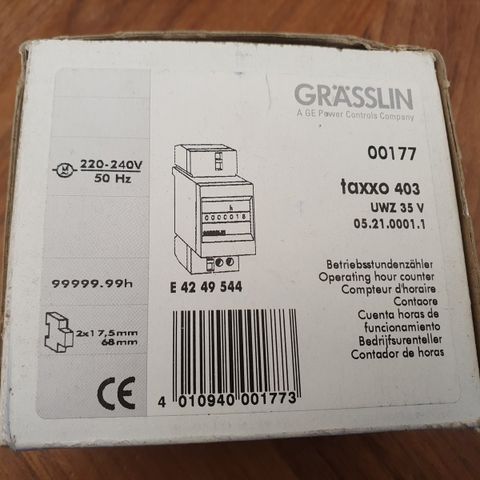 GRÄSSLIN
A GE Power Controls Company
00177
220-240V
50 Hz
taxxo 403
UWZ 35 V
05.21.0001.1
h
0000018
GRÄSSLIN
99999.99h
E 42 49 544
Betriebsstundenzähler
Operating hour counter
Compteur d'horaire
Contaore
Cuenta horas de
funcionamiento
Bedrijfsurenteller
Contador de horas
2x17,5mm
68mm
CE
4 010940 001773